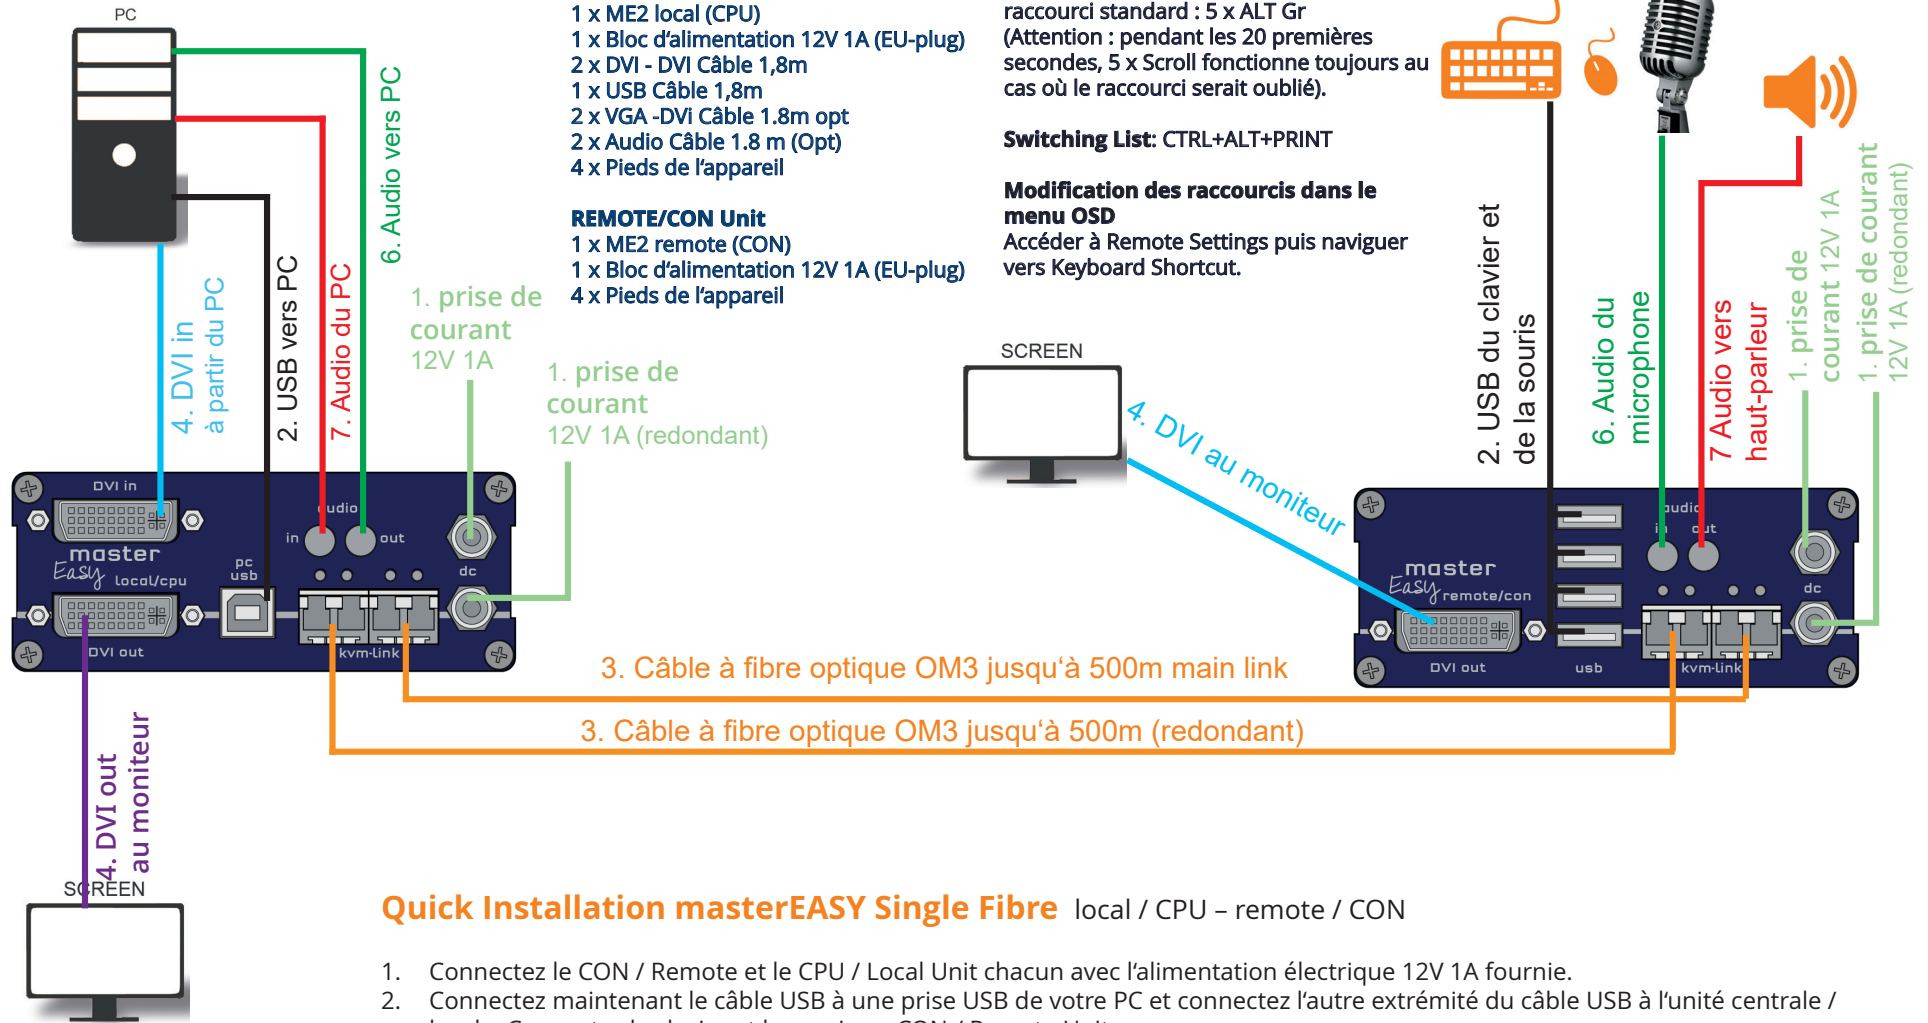 PC
1 x ME2 local (CPU)
1 x Bloc d‘alimentation 12V 1A (EU-plug)
2 x DVI - DVI Câble 1,8m
1 x USB Câble 1,8m
2 x VGA -DVi Câble 1.8m opt
2 x Audio Câble 1.8 m (Opt)
4 x Pieds de l‘appareil
REMOTE/CON Unit
1 x ME2 remote (CON)
1 x Bloc d‘alimentation 12V 1A (EU-plug)
4 x Pieds de l‘appareil
raccourci standard : 5 x ALT Gr
(Attention : pendant les 20 premières
secondes, 5 x Scroll fonctionne toujours au
cas où le raccourci serait oublié).
Switching List: CTRL+ALT+PRINT
Modification des raccourcis dans le
menu OSD
Accéder à Remote Settings puis naviguer
vers Keyboard Shortcut.
4. DVI in
à partir du PC
2. USB vers PC
7. Audio du PC
6. Audio vers PC
1. prise de
courant
12V 1A
1. prise de
courant
12V 1A (redondant)
SCREEN
4. DVI au moniteur
2. USB du clavier et
de la souris
6. Audio du
microphone
7 Audio vers
haut-parleur
1. prise de
courant 12V 1A
1. prise de courant
12V 1A (redondant)
DVI in
audio
in
out
master
Easy
local/cpu
pc
usb
dc
DVI out
kvm-link
audio
in
out
master
Easy
remote/con
dc
DVI out
usb
kvm-link
3. Câble à fibre optique OM3 jusqu‘à 500m main link
3. Câble à fibre optique OM3 jusqu‘à 500m (redondant)
4. DVI out
au moniteur
SCREEN
Quick Installation masterEASY Single Fibre local / CPU – remote / CON
1. Connectez le CON / Remote et le CPU / Local Unit chacun avec l‘alimentation électrique 12V 1A fournie.
2. Connectez maintenant le câble USB à une prise USB de votre PC et connectez l‘autre extrémité du câble USB à l‘unité centrale /